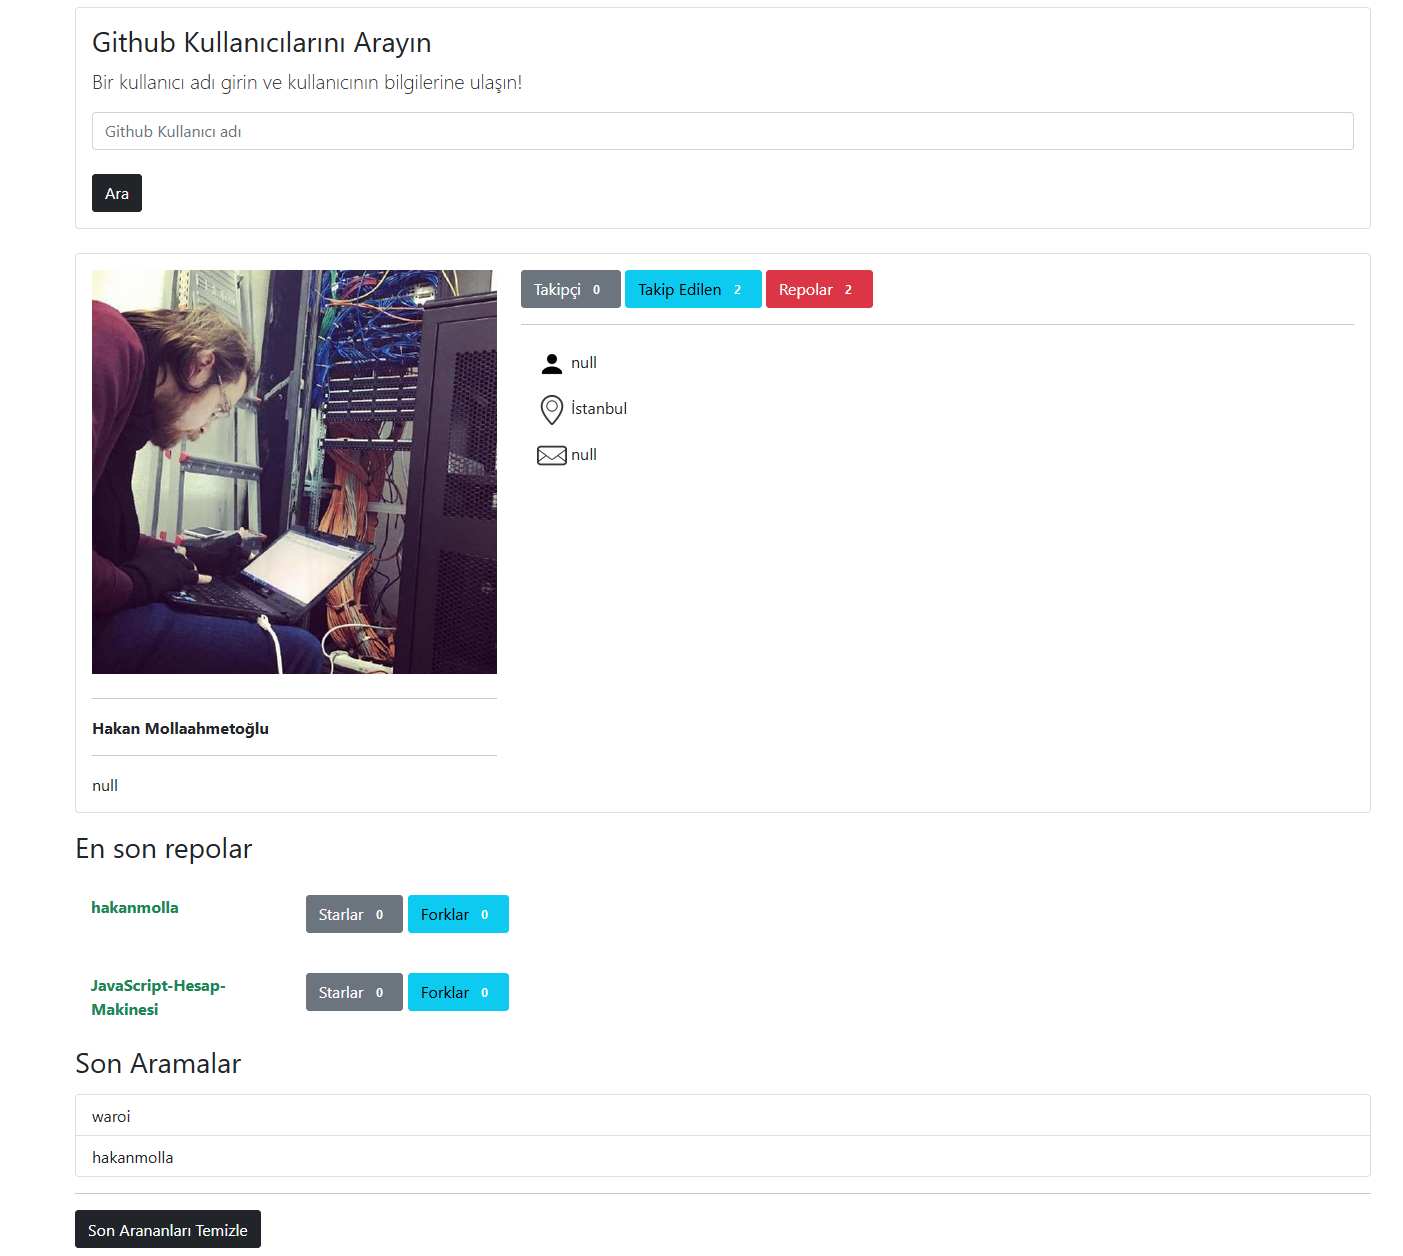 Github Kullanıcılarını Arayın
Bir kullanıcı adı girin ve kullanıcının bilgilerine ulaşın!
Github Kullanıcı adı
Ara
Takipçi 0 Takip Edilen 2 Repolar 2
null
İstanbul
null
Hakan Mollaahmetoğlu
null
En son repolar
hakanmolla Starlar 0 Forklar 0
JavaScript-Hesap- Starlar 0 Forklar 0
Makinesi
Son Aramalar
waroi
hakanmolla
Son Arananları Temizle